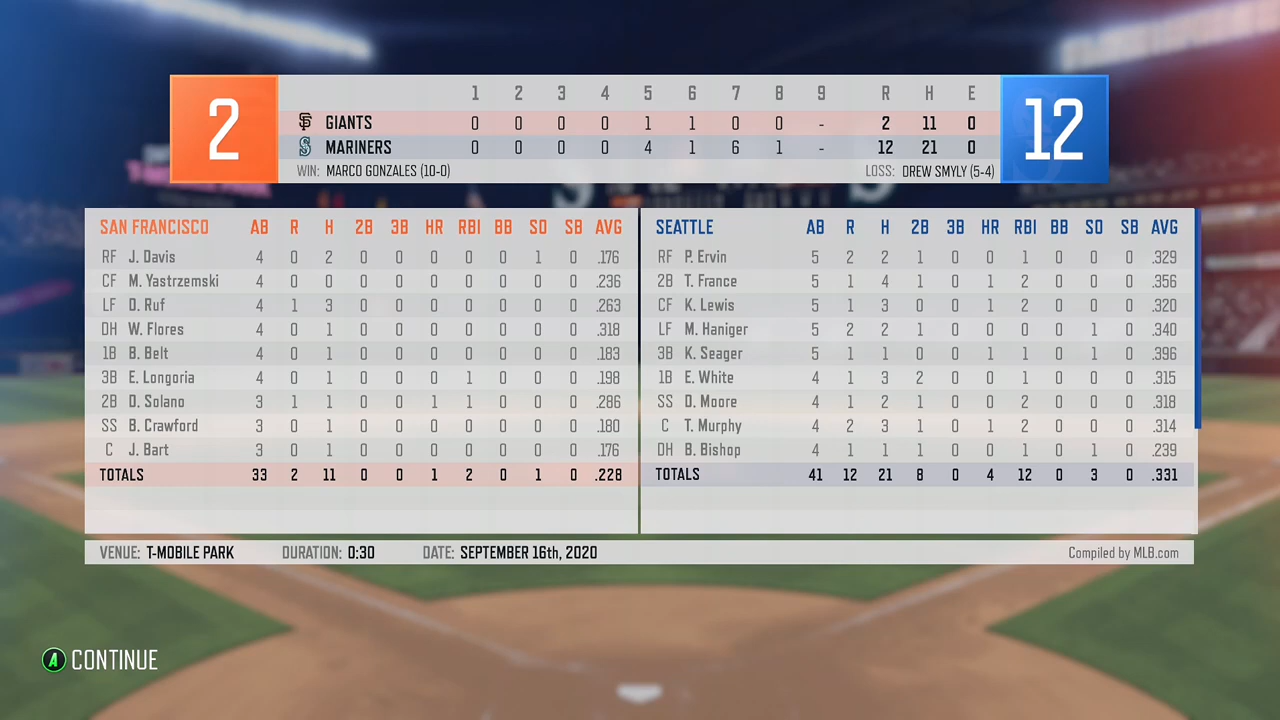 1 2 3 4 5 6 7 8 9 R H E
2 GIANTS 0 0 0 0 1 1 0 0 - 2 11 0 12
MARINERS 0 0 0 0 4 1 6 1 - 12 21 0
WIN: MARCO GONZALES (10-0) LOSS: DREW SMYLY (5-4)
SAN FRANCISCO AB R H 2B 3B HR RBI BB SO SB AVG
RF J. Davis 4 0 2 0 0 0 0 0 1 0 .176
CF M. Yastrzemski 4 0 0 0 0 0 0 0 0 0 .236
LF D. Ruf 4 1 3 0 0 0 0 0 0 0 .263
DH W. Flores 4 0 1 0 0 0 0 0 0 0 .318
1B B. Belt 4 0 1 0 0 0 0 0 0 0 .183
3B E. Longoria 4 0 1 0 0 0 1 0 0 0 .198
2B D. Solano 3 1 1 0 0 1 1 0 0 0 .286
SS B. Crawford 3 0 1 0 0 0 0 0 0 0 .180
C J. Bart 3 0 1 0 0 0 0 0 0 0 .176
TOTALS 33 2 11 0 0 1 2 0 1 0 .228
SEATTLE AB R H 2B 3B HR RBI BB SO SB AVG
RF P. Ervin 5 2 2 1 0 0 1 0 0 0 .329
2B T. France 5 1 4 1 0 1 2 0 0 0 .356
CF K. Lewis 5 1 3 0 0 1 2 0 0 0 .320
LF M. Haniger 5 2 2 1 0 0 0 0 1 0 .340
3B K. Seager 5 1 1 0 0 1 1 0 1 0 .396
1B E. White 4 1 3 2 0 0 1 0 0 0 .315
SS D. Moore 4 1 2 1 0 0 2 0 0 0 .318
C T. Murphy 4 2 3 1 0 1 2 0 0 0 .314
DH B. Bishop 4 1 1 1 0 0 1 0 1 0 .239
TOTALS 41 12 21 8 0 4 12 0 3 0 .331
VENUE: T-MOBILE PARK DURATION: 0:30 DATE: SEPTEMBER 16th, 2020 Compiled by MLB.com
A CONTINUE